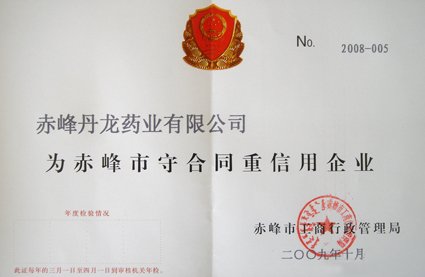 No. 2008-005
赤峰丹龙药业有限公司
为赤峰市守合同重信用企业
年度检验情况
赤峰市工商行政管理局
二〇〇九年十月
此证每年的三月一日至四月一日到审核机关年检。